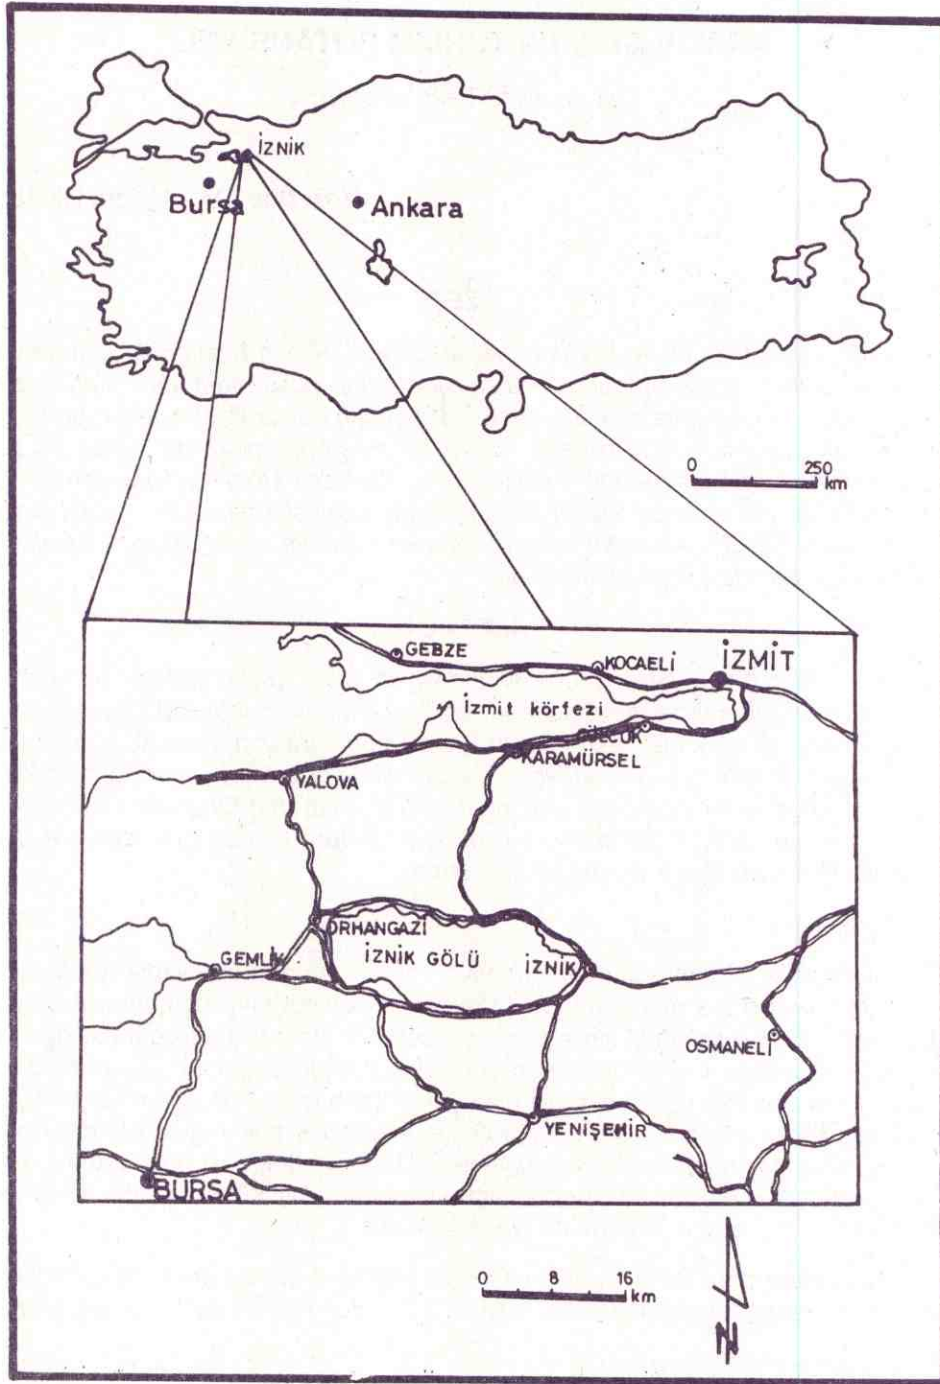 İZNİK
Bursa
Ankara
0 250
km
GEBZE
KOCAELİ
İZMİT
İzmit körfezi
GÖLCÜK
KARAMÜRSEL
YALOVA
ORHANGAZİ
GEMLİK
İZNİK GÖLÜ
İZNİK
OSMANELİ
YENİŞEHİR
BURSA
0 8 16
km
N